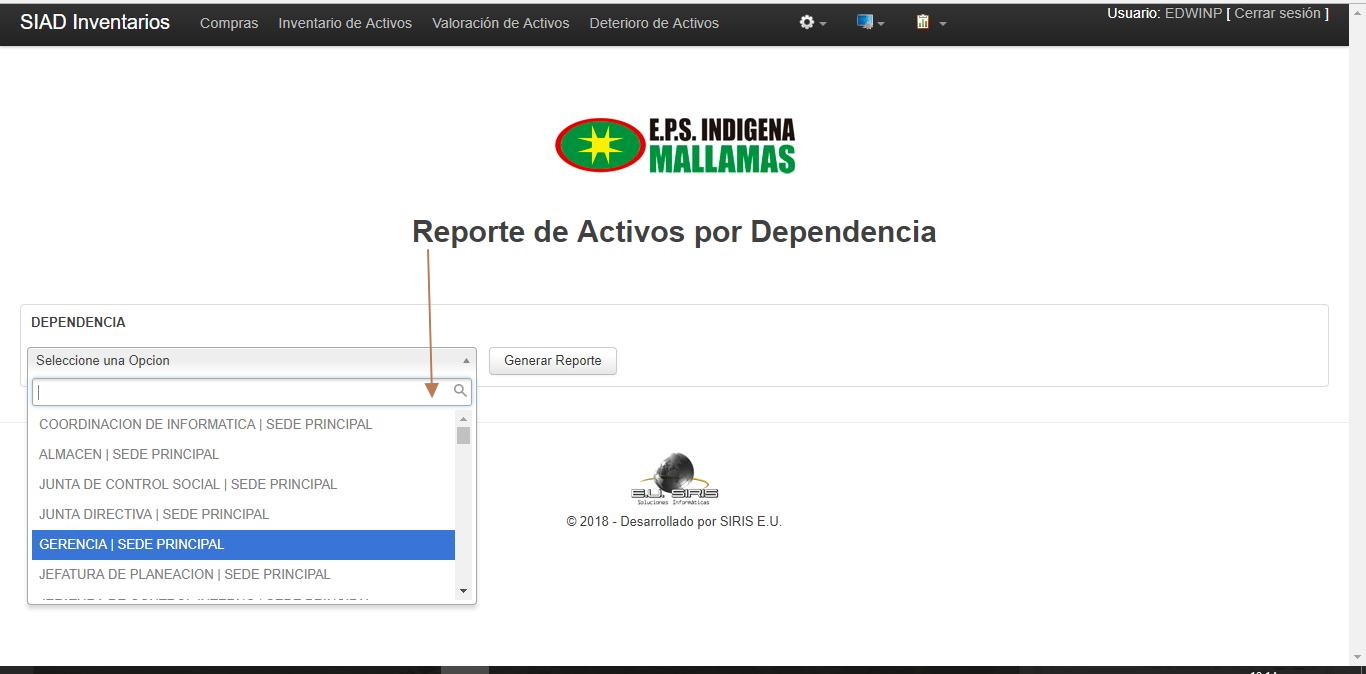 SIAD Inventarios Compras Inventario de Activos Valoración de Activos Deterioro de Activos Usuario: EDWINP [ Cerrar sesión ]
E.P.S. INDIGENA
MALLAMAS
Reporte de Activos por Dependencia
DEPENDENCIA
Seleccione una Opcion Generar Reporte
COORDINACION DE INFORMATICA | SEDE PRINCIPAL
ALMACEN | SEDE PRINCIPAL
JUNTA DE CONTROL SOCIAL | SEDE PRINCIPAL
JUNTA DIRECTIVA | SEDE PRINCIPAL
GERENCIA | SEDE PRINCIPAL
JEFATURA DE PLANEACION | SEDE PRINCIPAL
E.U. SIRIS
Soluciones Informáticas
© 2018 - Desarrollado por SIRIS E.U.